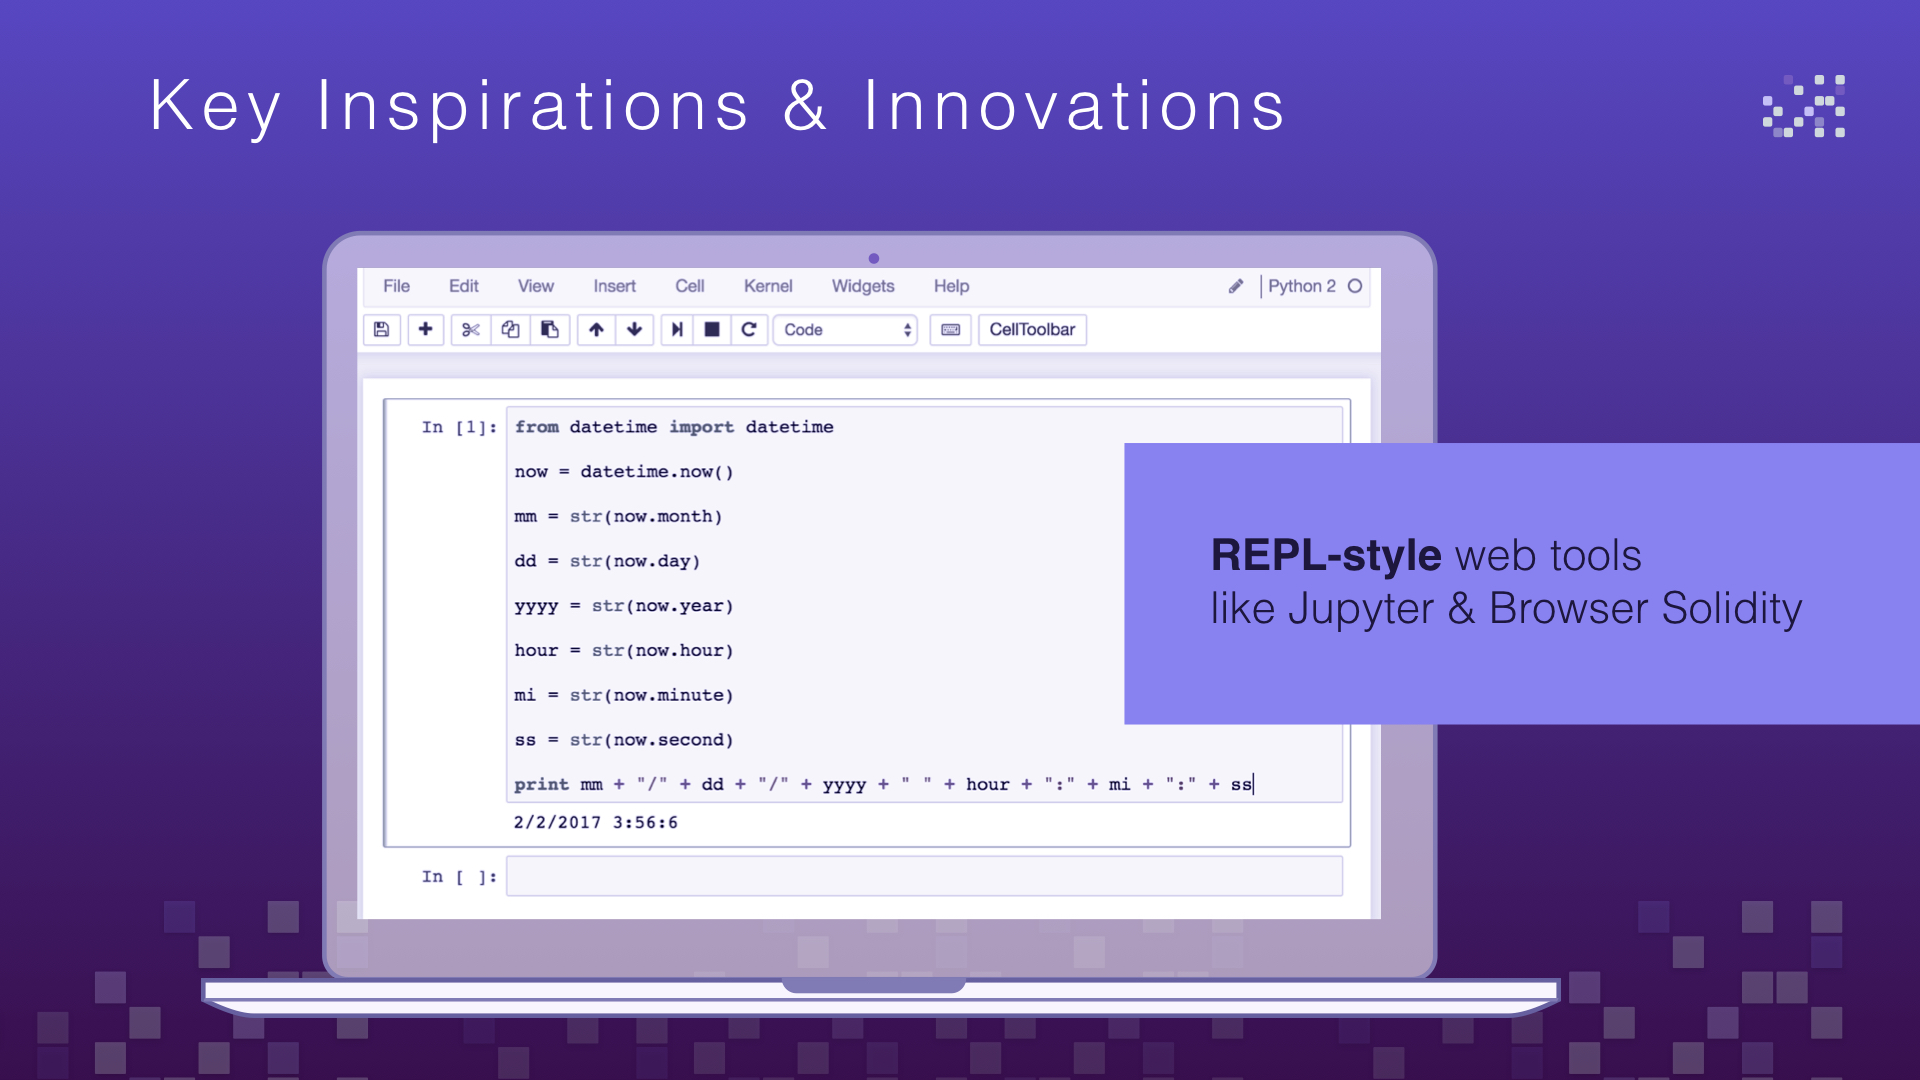 Key Inspirations & Innovations
File Edit View Insert Cell Kernel Widgets Help Python 2
Code CellToolbar
In [1]: from datetime import datetime
now = datetime.now()
mm = str(now.month)
dd = str(now.day)
yyyy = str(now.year)
hour = str(now.hour)
mi = str(now.minute)
ss = str(now.second)
print mm + "/" + dd + "/" + yyyy + " " + hour + ":" + mi + ":" + ss
2/2/2017 3:56:6
In [ ]:
REPL-style web tools
like Jupyter & Browser Solidity